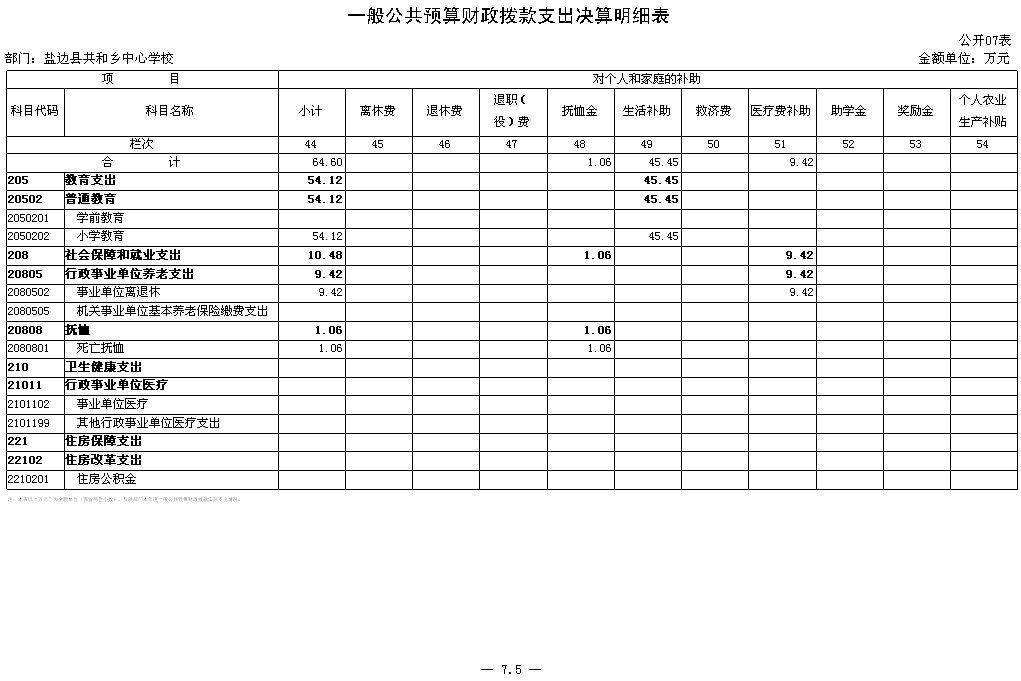 一般公共预算财政拨款支出决算明细表
公开07表
部门：盐边县共和乡中心学校 金额单位：万元
项 目 对个人和家庭的补助
科目代码 科目名称 小计 离休费 退休费 退职（役）费 抚恤金 生活补助 救济费 医疗费补助 助学金 奖励金 个人农业生产补贴
栏次 44 45 46 47 48 49 50 51 52 53 54
合 计 64.60 1.06 45.45 9.42
205 教育支出 54.12 45.45
20502 普通教育 54.12 45.45
2050201 学前教育
2050202 小学教育 54.12 45.45
208 社会保障和就业支出 10.48 1.06 9.42
20805 行政事业单位养老支出 9.42 9.42
2080502 事业单位离退休 9.42 9.42
2080505 机关事业单位基本养老保险缴费支出
20808 抚恤 1.06 1.06
2080801 死亡抚恤 1.06 1.06
210 卫生健康支出
21011 行政事业单位医疗
2101102 事业单位医疗
2101199 其他行政事业单位医疗支出
221 住房保障支出
22102 住房改革支出
2210201 住房公积金
— 7.5 —